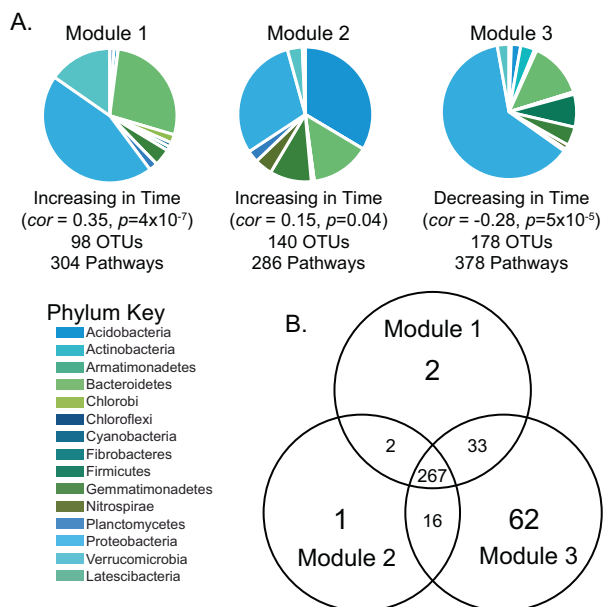 A.
Module 1
Module 2
Module 3
Increasing in Time
(cor = 0.35, p=4x10-7)
98 OTUs
304 Pathways
Increasing in Time
(cor = 0.15, p=0.04)
140 OTUs
286 Pathways
Decreasing in Time
(cor = -0.28, p=5x10-5)
178 OTUs
378 Pathways
Phylum Key
Acidobacteria
Actinobacteria
Armatimonadetes
Bacteroidetes
Chlorobi
Chloroflexi
Cyanobacteria
Fibrobacteres
Firmicutes
Gemmatimonadetes
Nitrospirae
Planctomycetes
Proteobacteria
Verrucomicrobia
Latescibacteria
B.
Module 1
2
2
33
267
1
16
62
Module 2
Module 3